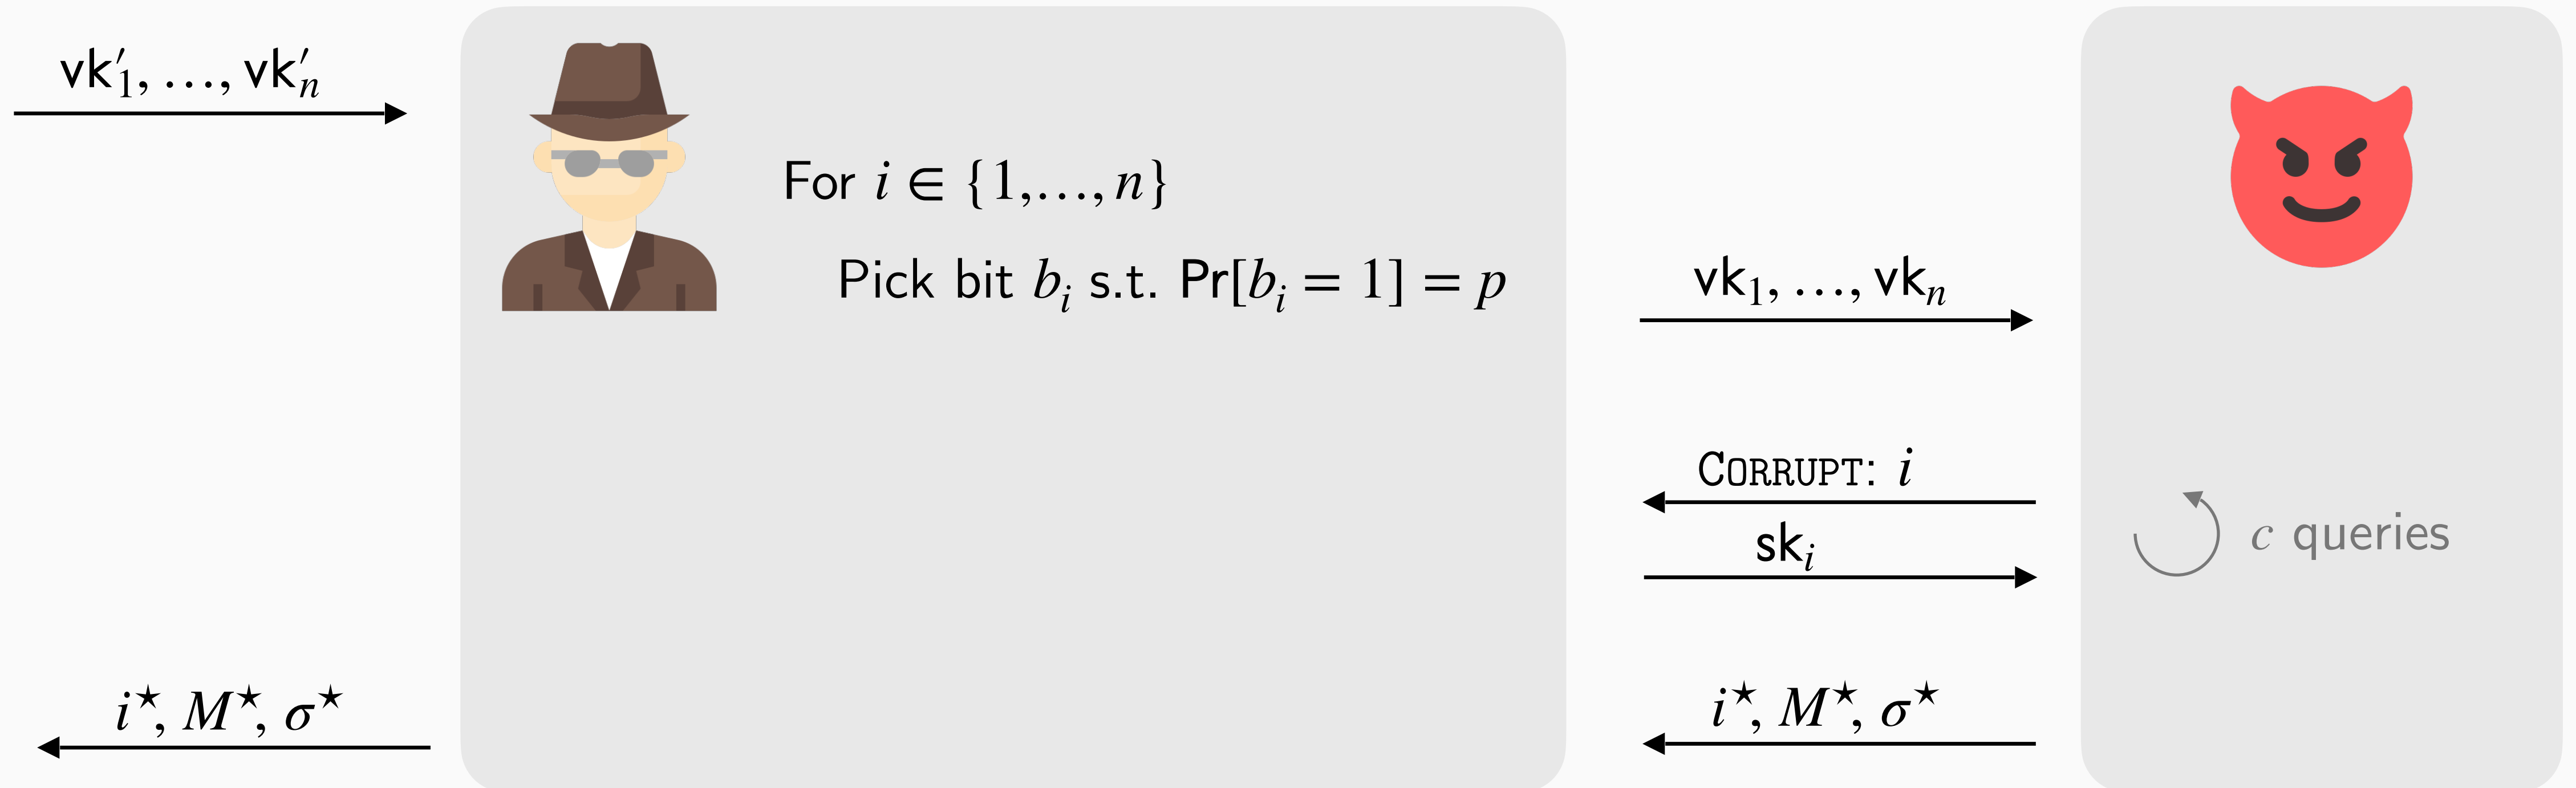 vk′₁, …, vk′ₙ
For i ∈ {1,…, n}
Pick bit bᵢ s.t. Pr[bᵢ = 1] = p
vk₁, …, vkₙ
CORRUPT: i
skᵢ
c queries
i★, M★, σ★
i★, M★, σ★